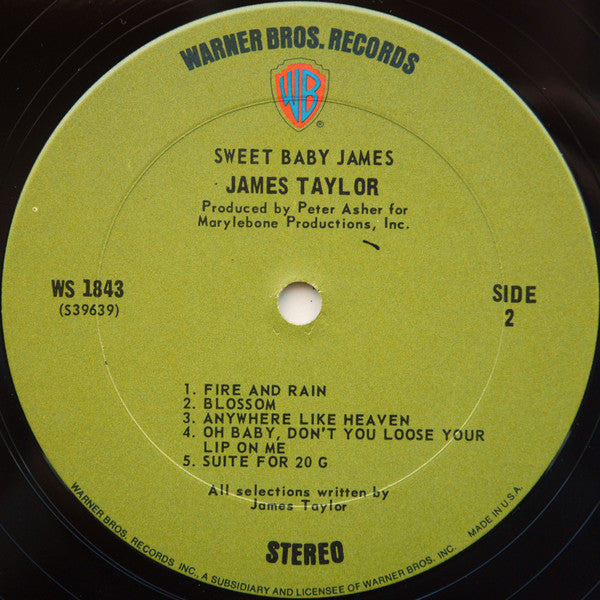 WARNER BROS. RECORDS
WB
®
SWEET BABY JAMES
JAMES TAYLOR
Produced by Peter Asher for
Marylebone Productions, Inc.
WS 1843
(S39639)
SIDE
2
1. FIRE AND RAIN
2. BLOSSOM
3. ANYWHERE LIKE HEAVEN
4. OH BABY, DON'T YOU LOOSE YOUR
LIP ON ME
5. SUITE FOR 20 G
All selections written by
James Taylor
STEREO
WARNER BROS. RECORDS INC., A SUBSIDIARY AND LICENSEE OF WARNER BROS. INC.
MADE IN U.S.A.